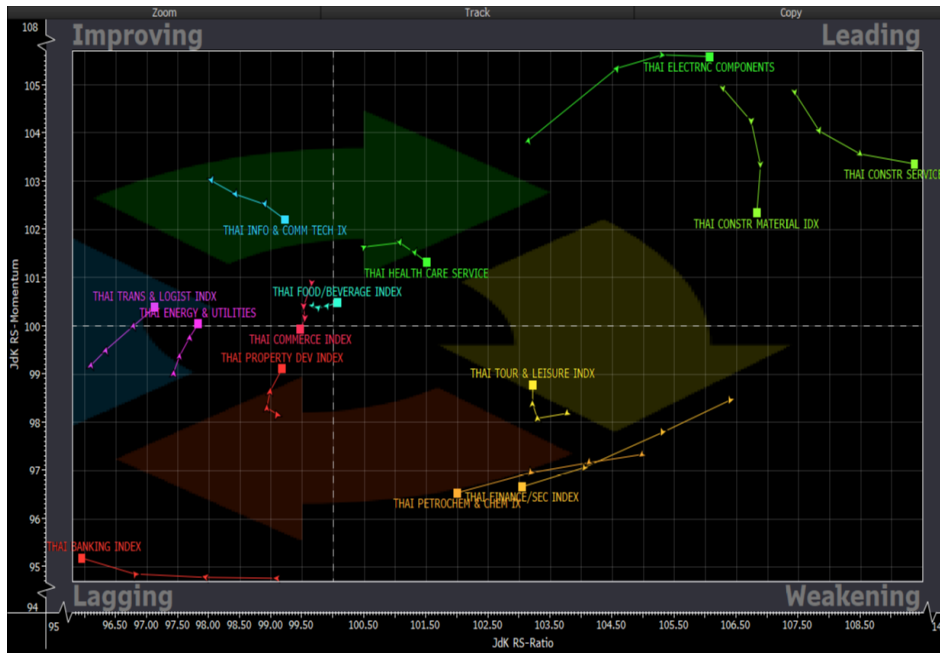 Zoom Track Copy
Improving Leading
108
105
104
103
102
101
100
99
98
97
96
95
94
JdK RS-Momentum
THAI ELECTRNC COMPONENTS
THAI CONSTR SERVICE
THAI CONSTR MATERIAL IDX
THAI INFO & COMM TECH IX
THAI HEALTH CARE SERVICE
THAI FOOD/BEVERAGE INDEX
THAI TRANS & LOGIST INDX
THAI ENERGY & UTILITIES
THAI COMMERCE INDEX
THAI PROPERTY DEV INDEX
THAI TOUR & LEISURE INDX
THAI FINANCE/SEC INDEX
THAI PETROCHEM & CHEM IX
THAI BANKING INDEX
Lagging Weakening
95 96.50 97.00 97.50 98.00 98.50 99.00 99.50 100.50 101.50 102.50 103.50 104.50 105.50 106.50 107.50 108.50
JdK RS-Ratio